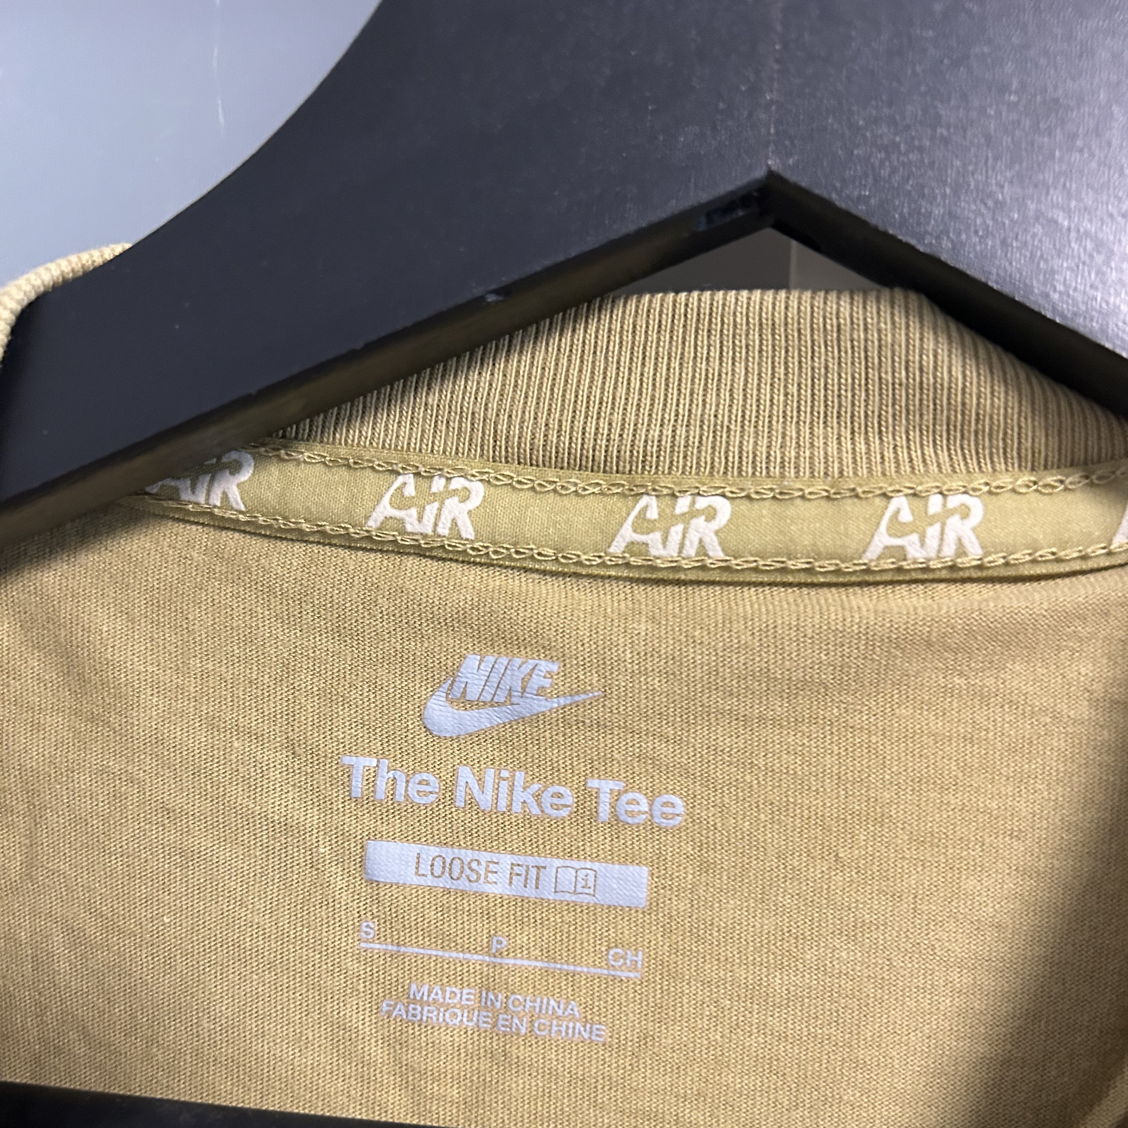 AIR AIR AIR AIR
NIKE
The Nike Tee
LOOSE FIT
S P CH
MADE IN CHINA
FABRIQUE EN CHINE